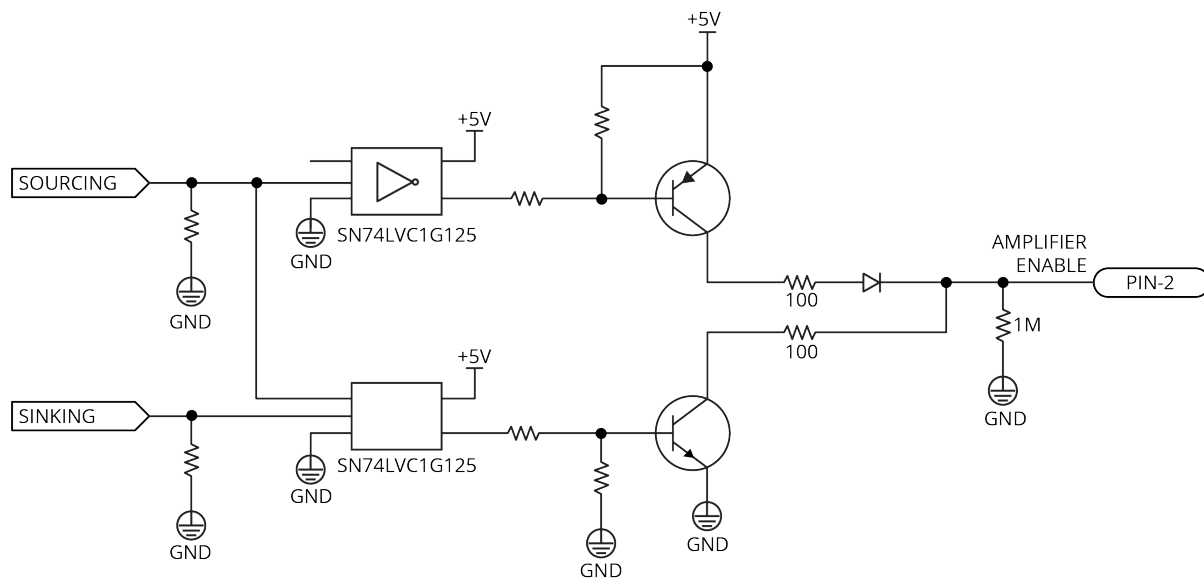 +5V
+5V
SOURCING
SN74LVC1G125
GND
GND
AMPLIFIER
ENABLE
PIN-2
100
1M
100
+5V
SINKING
GND
SN74LVC1G125
GND
GND
GND
GND